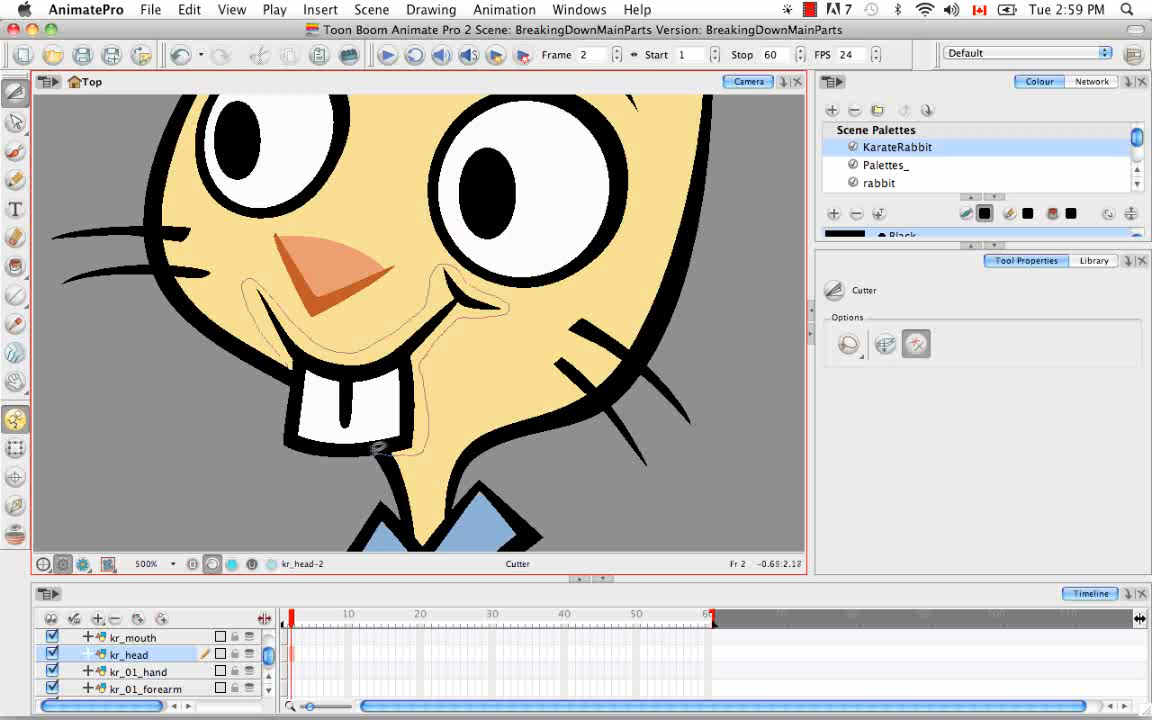 AnimatePro File Edit View Play Insert Scene Drawing Animation Windows Help
A 7
Tue 2:59 PM
Toon Boom Animate Pro 2 Scene: BreakingDownMainParts Version: BreakingDownMainParts
Frame 2 Start 1 Stop 60 FPS 24
Default
Top
Camera
Colour Network
Scene Palettes
KarateRabbit
Palettes_
rabbit
Black
Tool Properties Library
Cutter
Options
500%
kr_head-2
Cutter
Fr 2
Timeline
10 20 30 40 50
kr_mouth
kr_head
kr_01_hand
kr_01_forearm